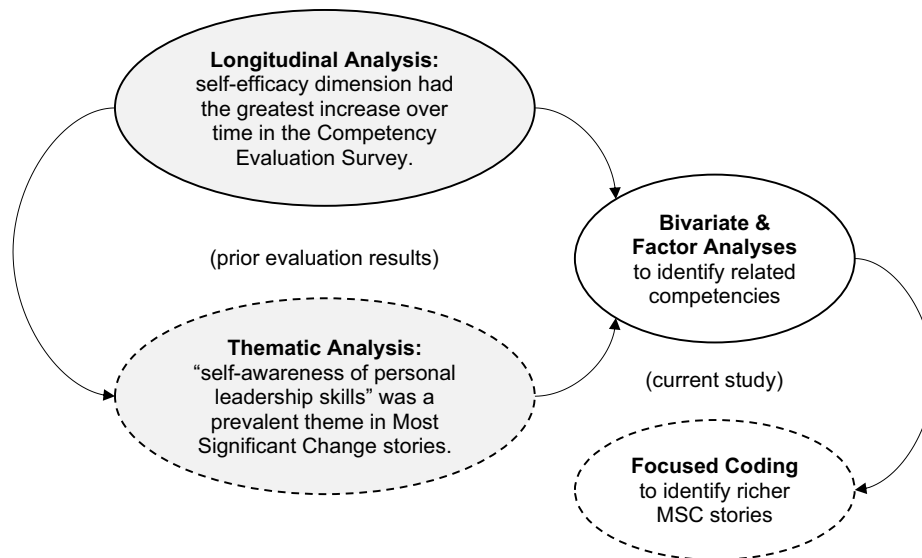 Longitudinal Analysis:
self-efficacy dimension had
the greatest increase over
time in the Competency
Evaluation Survey.
(prior evaluation results)
Thematic Analysis:
“self-awareness of personal
leadership skills” was a
prevalent theme in Most
Significant Change stories.
Bivariate &
Factor Analyses
to identify related
competencies
(current study)
Focused Coding
to identify richer
MSC stories